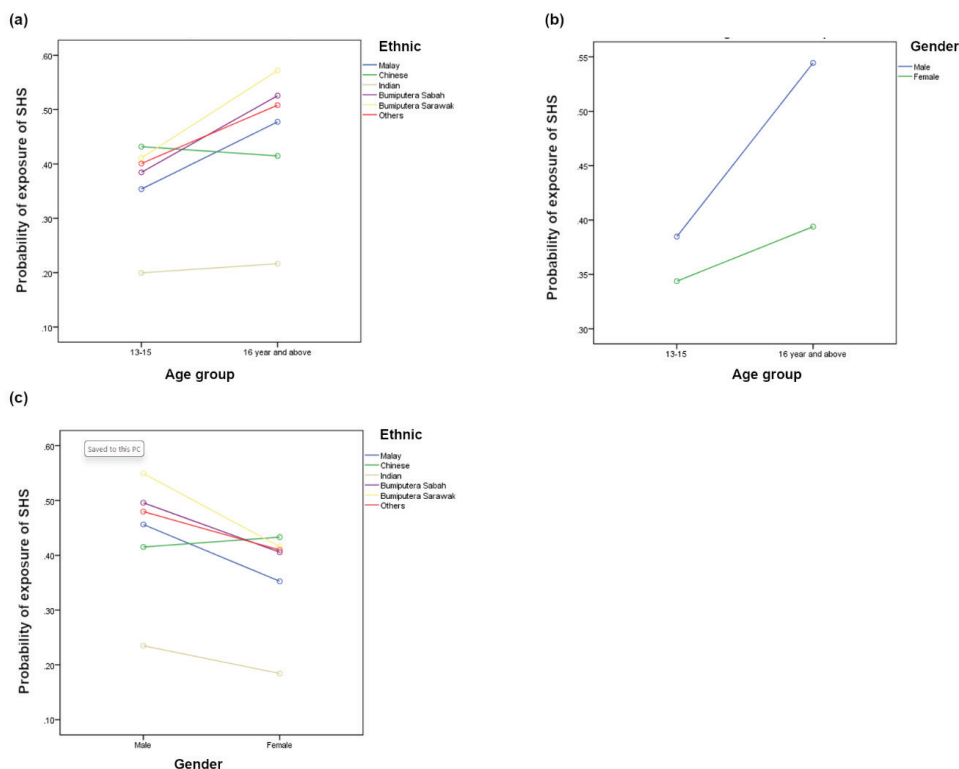 (a)
Ethnic
Malay
Chinese
Indian
Bumiputera Sabah
Bumiputera Sarawak
Others
Probability of exposure of SHS
.60
.50
.40
.30
.20
.10
13-15
16 year and above
Age group
(b)
Gender
Male
Female
Probability of exposure of SHS
.55
.50
.45
.40
.35
.30
13-15
16 year and above
Age group
(c)
Ethnic
Malay
Chinese
Indian
Bumiputera Sabah
Bumiputera Sarawak
Others
Saved to this PC
Probability of exposure of SHS
.60
.50
.40
.30
.20
.10
Male
Female
Gender